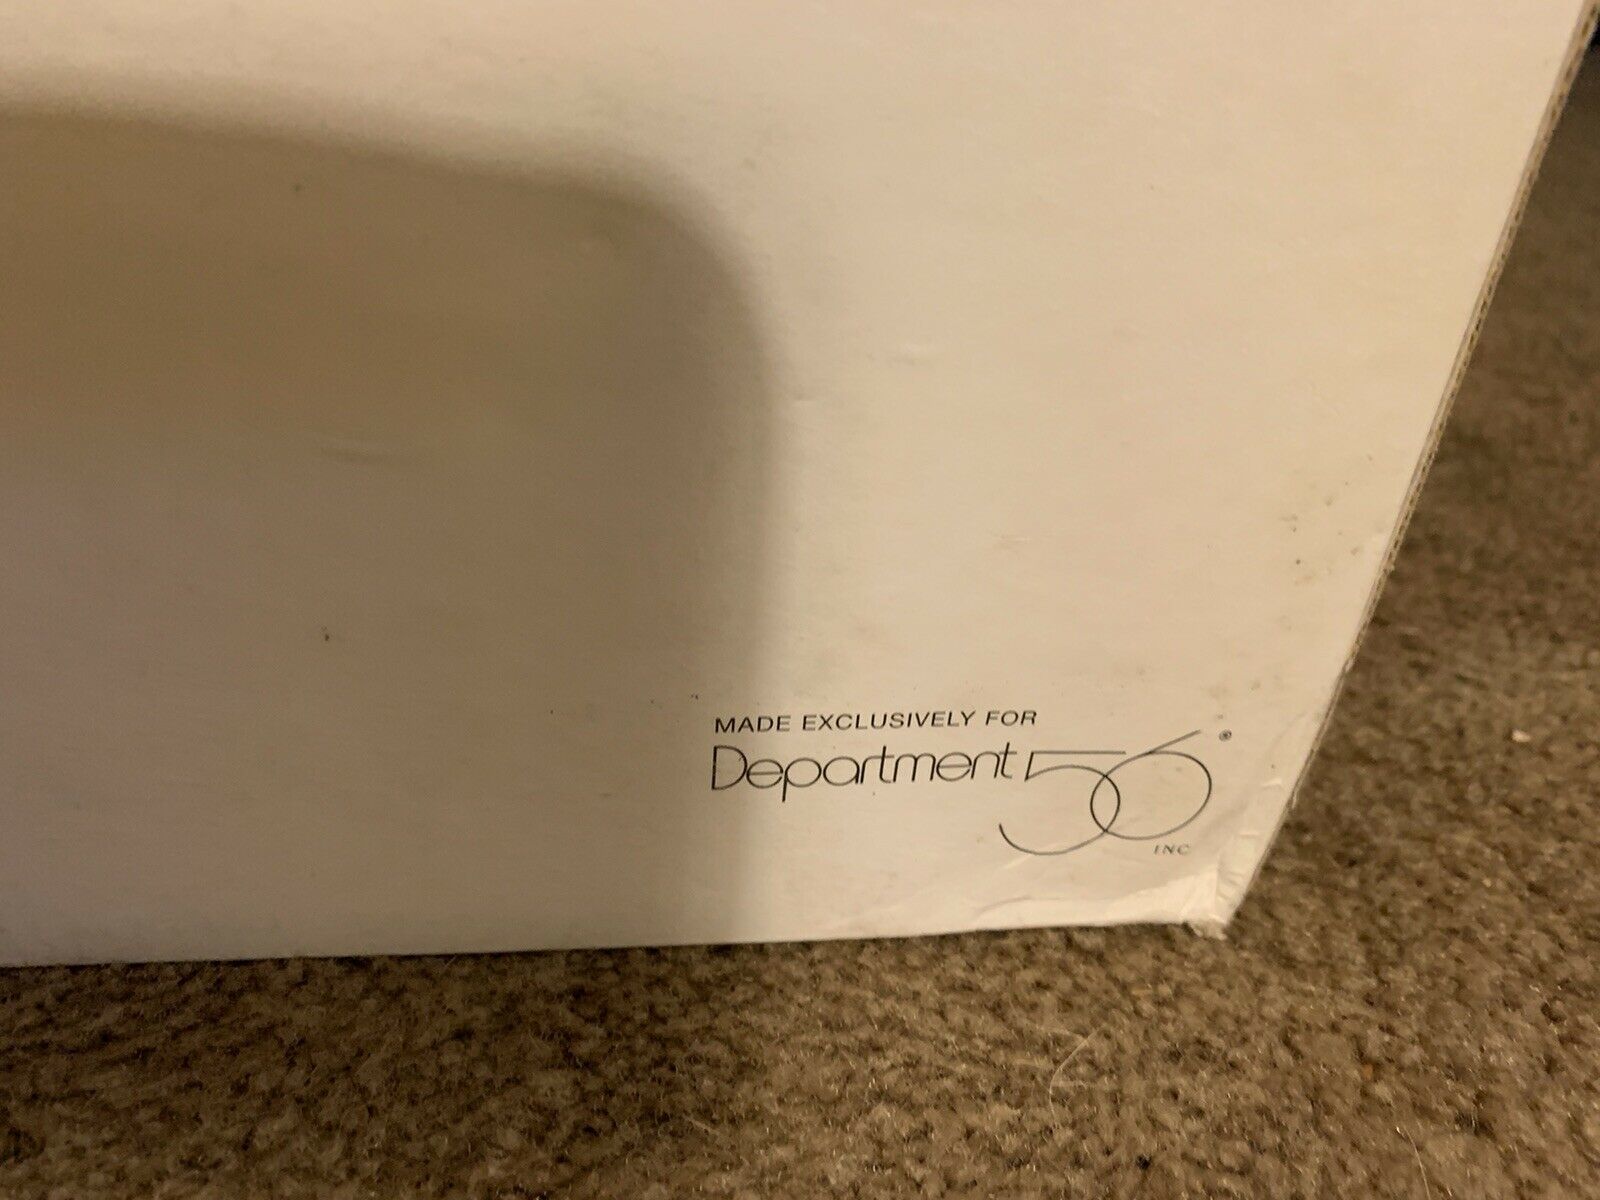 MADE EXCLUSIVELY FOR
Department 56®
INC